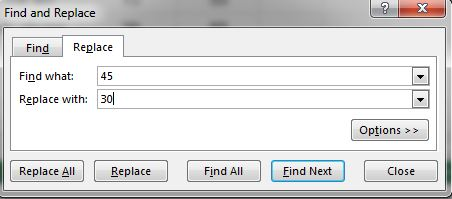 Find and Replace
Find Replace
Find what: 45
Replace with: 30
Options >>
Replace All Replace Find All Find Next Close